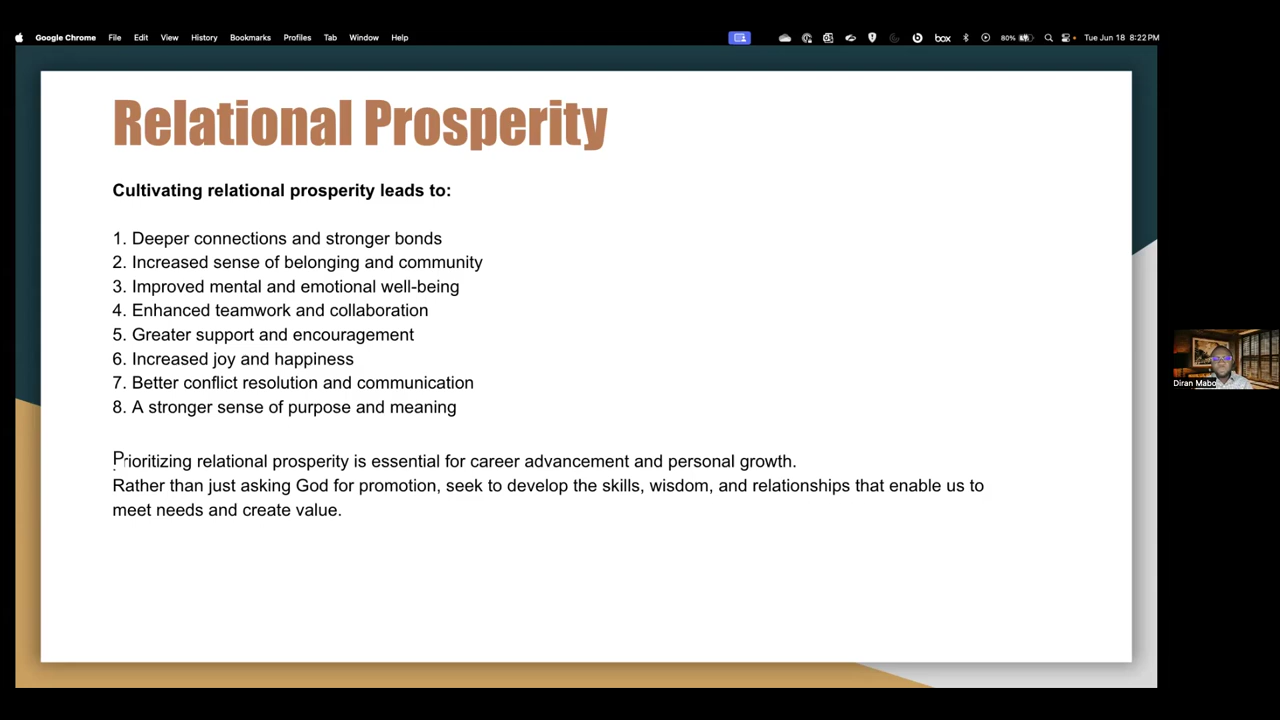 Google Chrome File Edit View History Bookmarks Profiles Tab Window Help box 80% Tue Jun 18 8:22 PM
Relational Prosperity
Cultivating relational prosperity leads to:
1. Deeper connections and stronger bonds
2. Increased sense of belonging and community
3. Improved mental and emotional well-being
4. Enhanced teamwork and collaboration
5. Greater support and encouragement
6. Increased joy and happiness
7. Better conflict resolution and communication
8. A stronger sense of purpose and meaning
Prioritizing relational prosperity is essential for career advancement and personal growth.
Rather than just asking God for promotion, seek to develop the skills, wisdom, and relationships that enable us to
meet needs and create value.
Diran Mabo